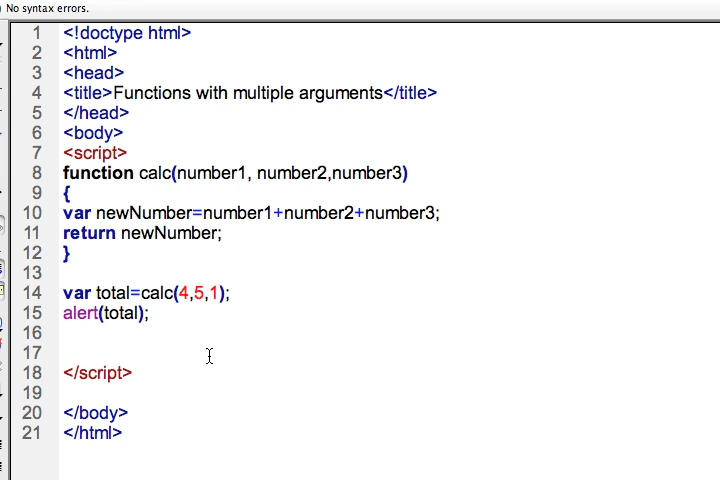 No syntax errors.
1 <!doctype html>
2 <html>
3 <head>
4 <title>Functions with multiple arguments</title>
5 </head>
6 <body>
7 <script>
8 function calc(number1, number2,number3)
9 {
10 var newNumber=number1+number2+number3;
11 return newNumber;
12 }
13
14 var total=calc(4,5,1);
15 alert(total);
16
17
18 </script>
19
20 </body>
21 </html>